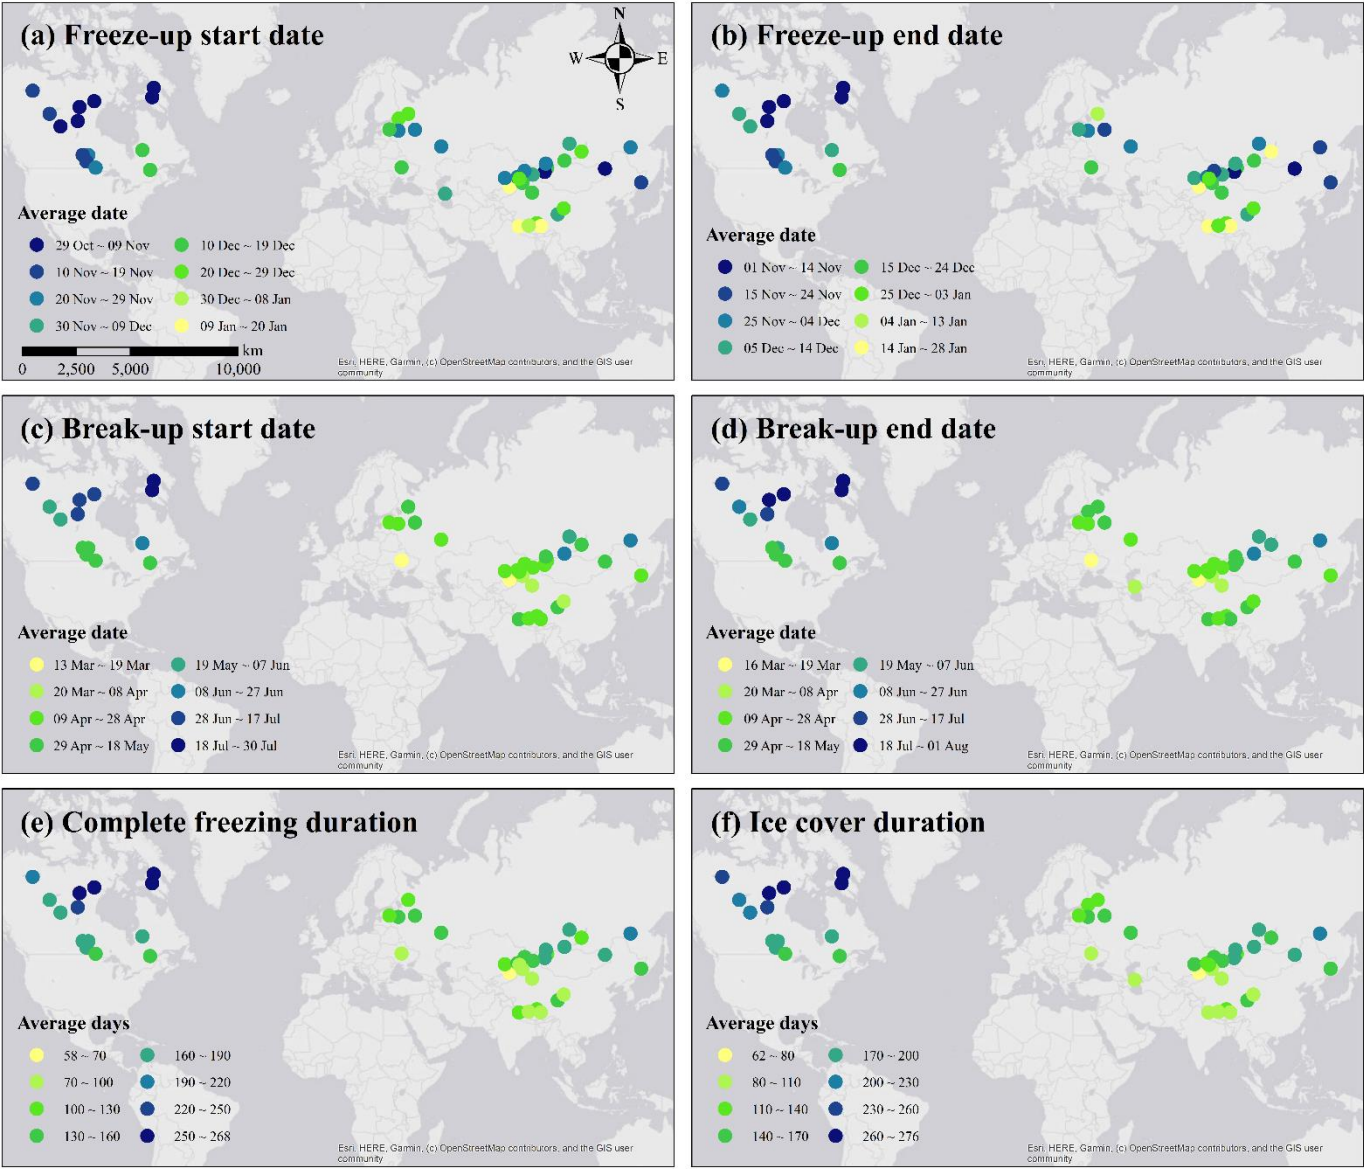 (a) Freeze-up start date
N
W E
S
Average date
29 Oct ~ 09 Nov 10 Dec ~ 19 Dec
10 Nov ~ 19 Nov 20 Dec ~ 29 Dec
20 Nov ~ 29 Nov 30 Dec ~ 08 Jan
30 Nov ~ 09 Dec 09 Jan ~ 20 Jan
km
0 2,500 5,000 10,000
Esri, HERE, Garmin, (c) OpenStreetMap contributors, and the GIS user
community
(b) Freeze-up end date
Average date
01 Nov ~ 14 Nov 15 Dec ~ 24 Dec
15 Nov ~ 24 Nov 25 Dec ~ 03 Jan
25 Nov ~ 04 Dec 04 Jan ~ 13 Jan
05 Dec ~ 14 Dec 14 Jan ~ 28 Jan
Esri, HERE, Garmin, (c) OpenStreetMap contributors, and the GIS user
community
(c) Break-up start date
Average date
13 Mar ~ 19 Mar 19 May ~ 07 Jun
20 Mar ~ 08 Apr 08 Jun ~ 27 Jun
09 Apr ~ 28 Apr 28 Jun ~ 17 Jul
29 Apr ~ 18 May 18 Jul ~ 30 Jul
Esri, HERE, Garmin, (c) OpenStreetMap contributors, and the GIS user
community
(d) Break-up end date
Average date
16 Mar ~ 19 Mar 19 May ~ 07 Jun
20 Mar ~ 08 Apr 08 Jun ~ 27 Jun
09 Apr ~ 28 Apr 28 Jun ~ 17 Jul
29 Apr ~ 18 May 18 Jul ~ 01 Aug
Esri, HERE, Garmin, (c) OpenStreetMap contributors, and the GIS user
community
(e) Complete freezing duration
Average days
58 ~ 70 160 ~ 190
70 ~ 100 190 ~ 220
100 ~ 130 220 ~ 250
130 ~ 160 250 ~ 268
Esri, HERE, Garmin, (c) OpenStreetMap contributors, and the GIS user
community
(f) Ice cover duration
Average days
62 ~ 80 170 ~ 200
80 ~ 110 200 ~ 230
110 ~ 140 230 ~ 260
140 ~ 170 260 ~ 276
Esri, HERE, Garmin, (c) OpenStreetMap contributors, and the GIS user
community